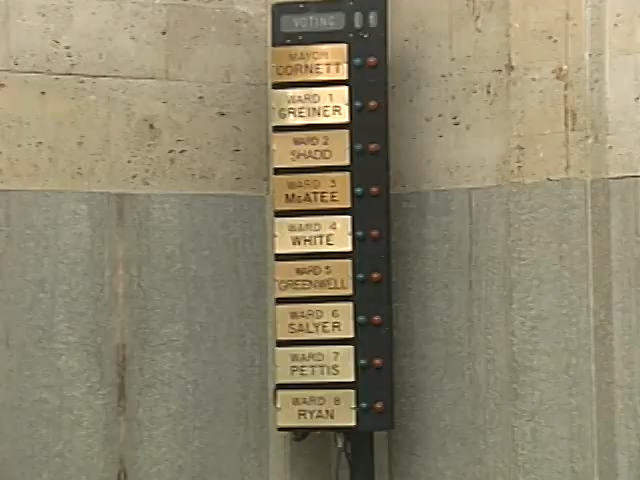 VOTING
MAYOR
CORNETT
WARD 1
GREINER
WARD 2
SHADD
WARD 3
McATEE
WARD 4
WHITE
WARD 5
GREENWELL
WARD 6
SALYER
WARD 7
PETTIS
WARD 8
RYAN